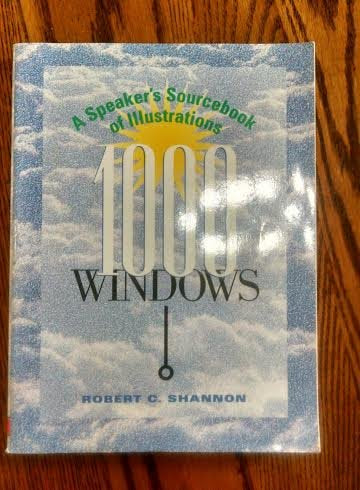 A Speaker's Sourcebook
of Illustrations
1000
WINDOWS
ROBERT C. SHANNON